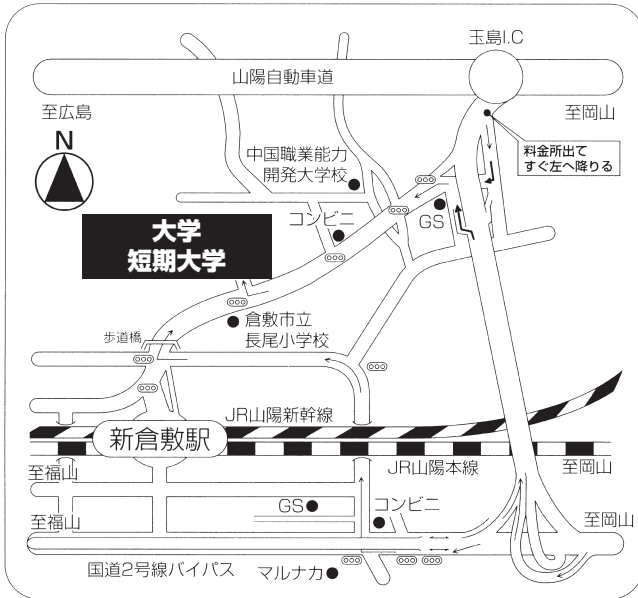 玉島I.C
山陽自動車道
至広島
至岡山
N
料金所出て
すぐ左へ降りる
中国職業能力
開発大学校
コンビニ
GS
大学
短期大学
倉敷市立
長尾小学校
歩道橋
JR山陽新幹線
新倉敷駅
JR山陽本線
至福山
至岡山
GS
コンビニ
至福山
至岡山
国道2号線バイパス
マルナカ